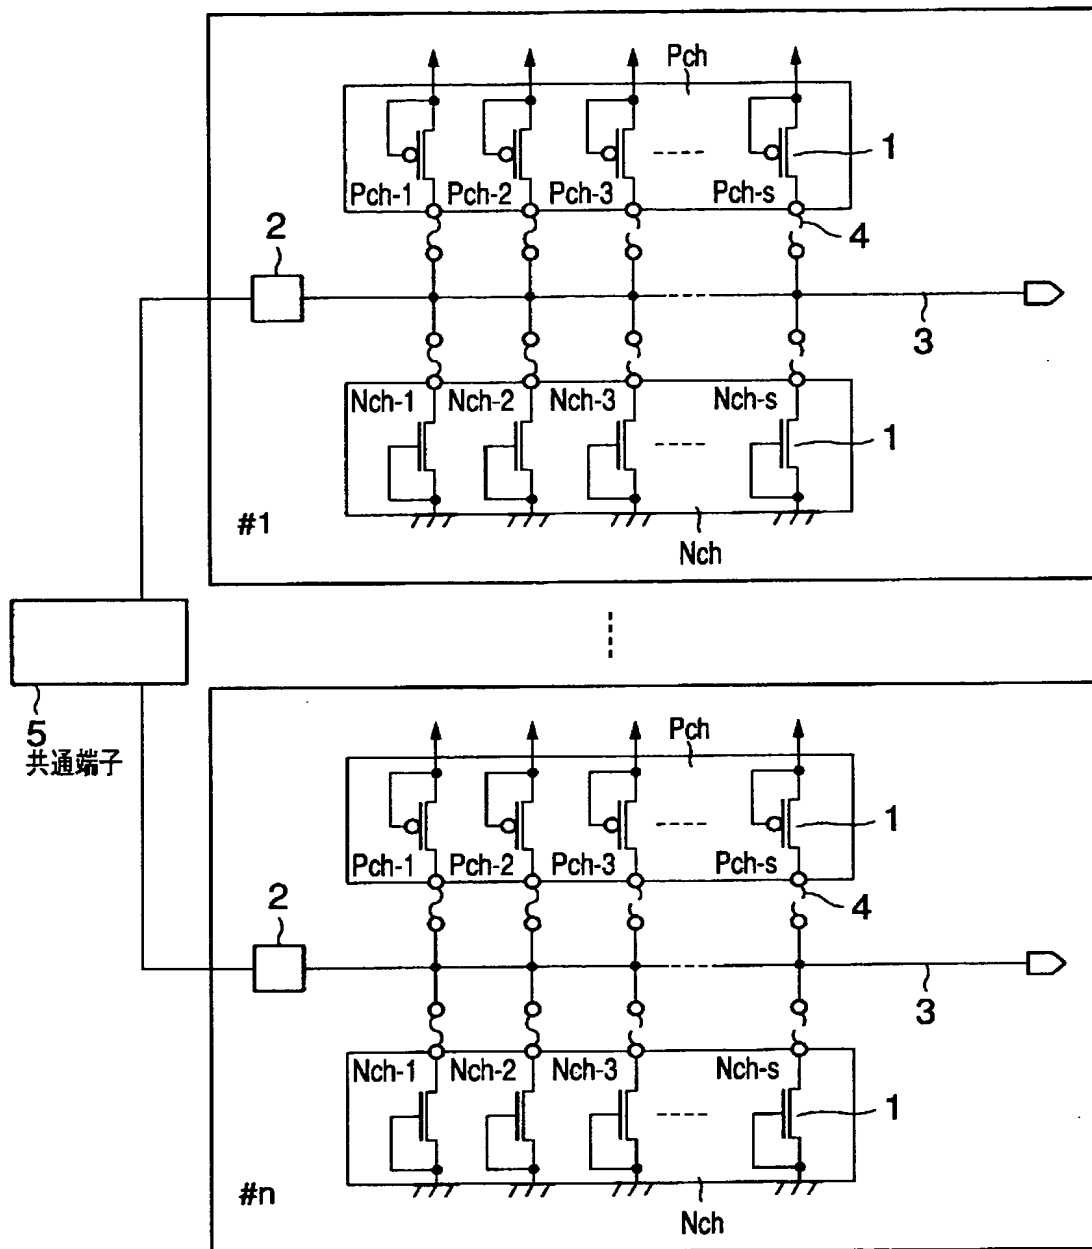 Pch
1
Pch-1 Pch-2 Pch-3 Pch-s
4
2
3
Nch-1 Nch-2 Nch-3 Nch-s
1
#1
Nch
5
共通端子
Pch
1
Pch-1 Pch-2 Pch-3 Pch-s
4
2
3
Nch-1 Nch-2 Nch-3 Nch-s
1
#n
Nch